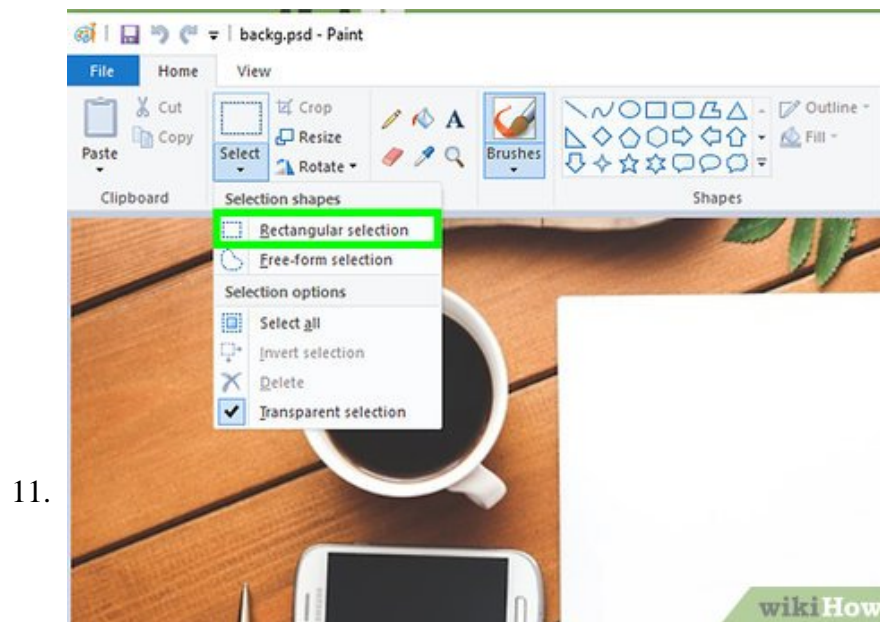 backg.psd - Paint
File Home View
Paste
Cut
Copy
Clipboard
Select
Crop
Resize
Rotate
A
Brushes
Outline
Fill
Shapes
Selection shapes
Rectangular selection
Free-form selection
Selection options
Select all
Invert selection
Delete
Transparent selection
11.
SAMSUNG
wikiHow